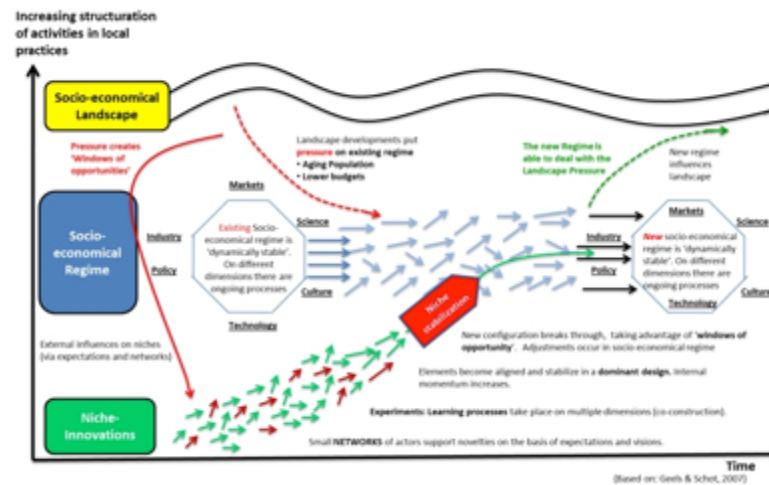 Increasing structuration
of activities in local
practices
Socio-economical
Landscape
Pressure creates
'Windows of
opportunities'
Landscape developments put
pressure on existing regime
• Aging Population
• Lower budgets
The new Regime is
able to deal with the
Landscape Pressure
New regime
influences
landscape
Socio-
economical
Regime
Markets
Science
Industry
Policy
Existing Socio-
economical regime is
'dynamically stable'.
On different
dimensions there are
ongoing processes
Culture
Technology
Markets
Science
Industry
Policy
New socio economical
regime is 'dynamically
stable'. On different
dimensions there are
ongoing processes
Culture
Technology
Niche
stabilization
External influences on niches
(via expectations and networks)
New configuration breaks through, taking advantage of 'windows of
opportunity'. Adjustments occur in socio-economical regime
Elements become aligned and stabilize in a dominant design. Internal
momentum increases.
Experiments: Learning processes take place on multiple dimensions (co-construction).
Niche-
Innovations
Small NETWORKS of actors support novelties on the basis of expectations and visions.
Time
(Based on: Geels & Schot, 2007)